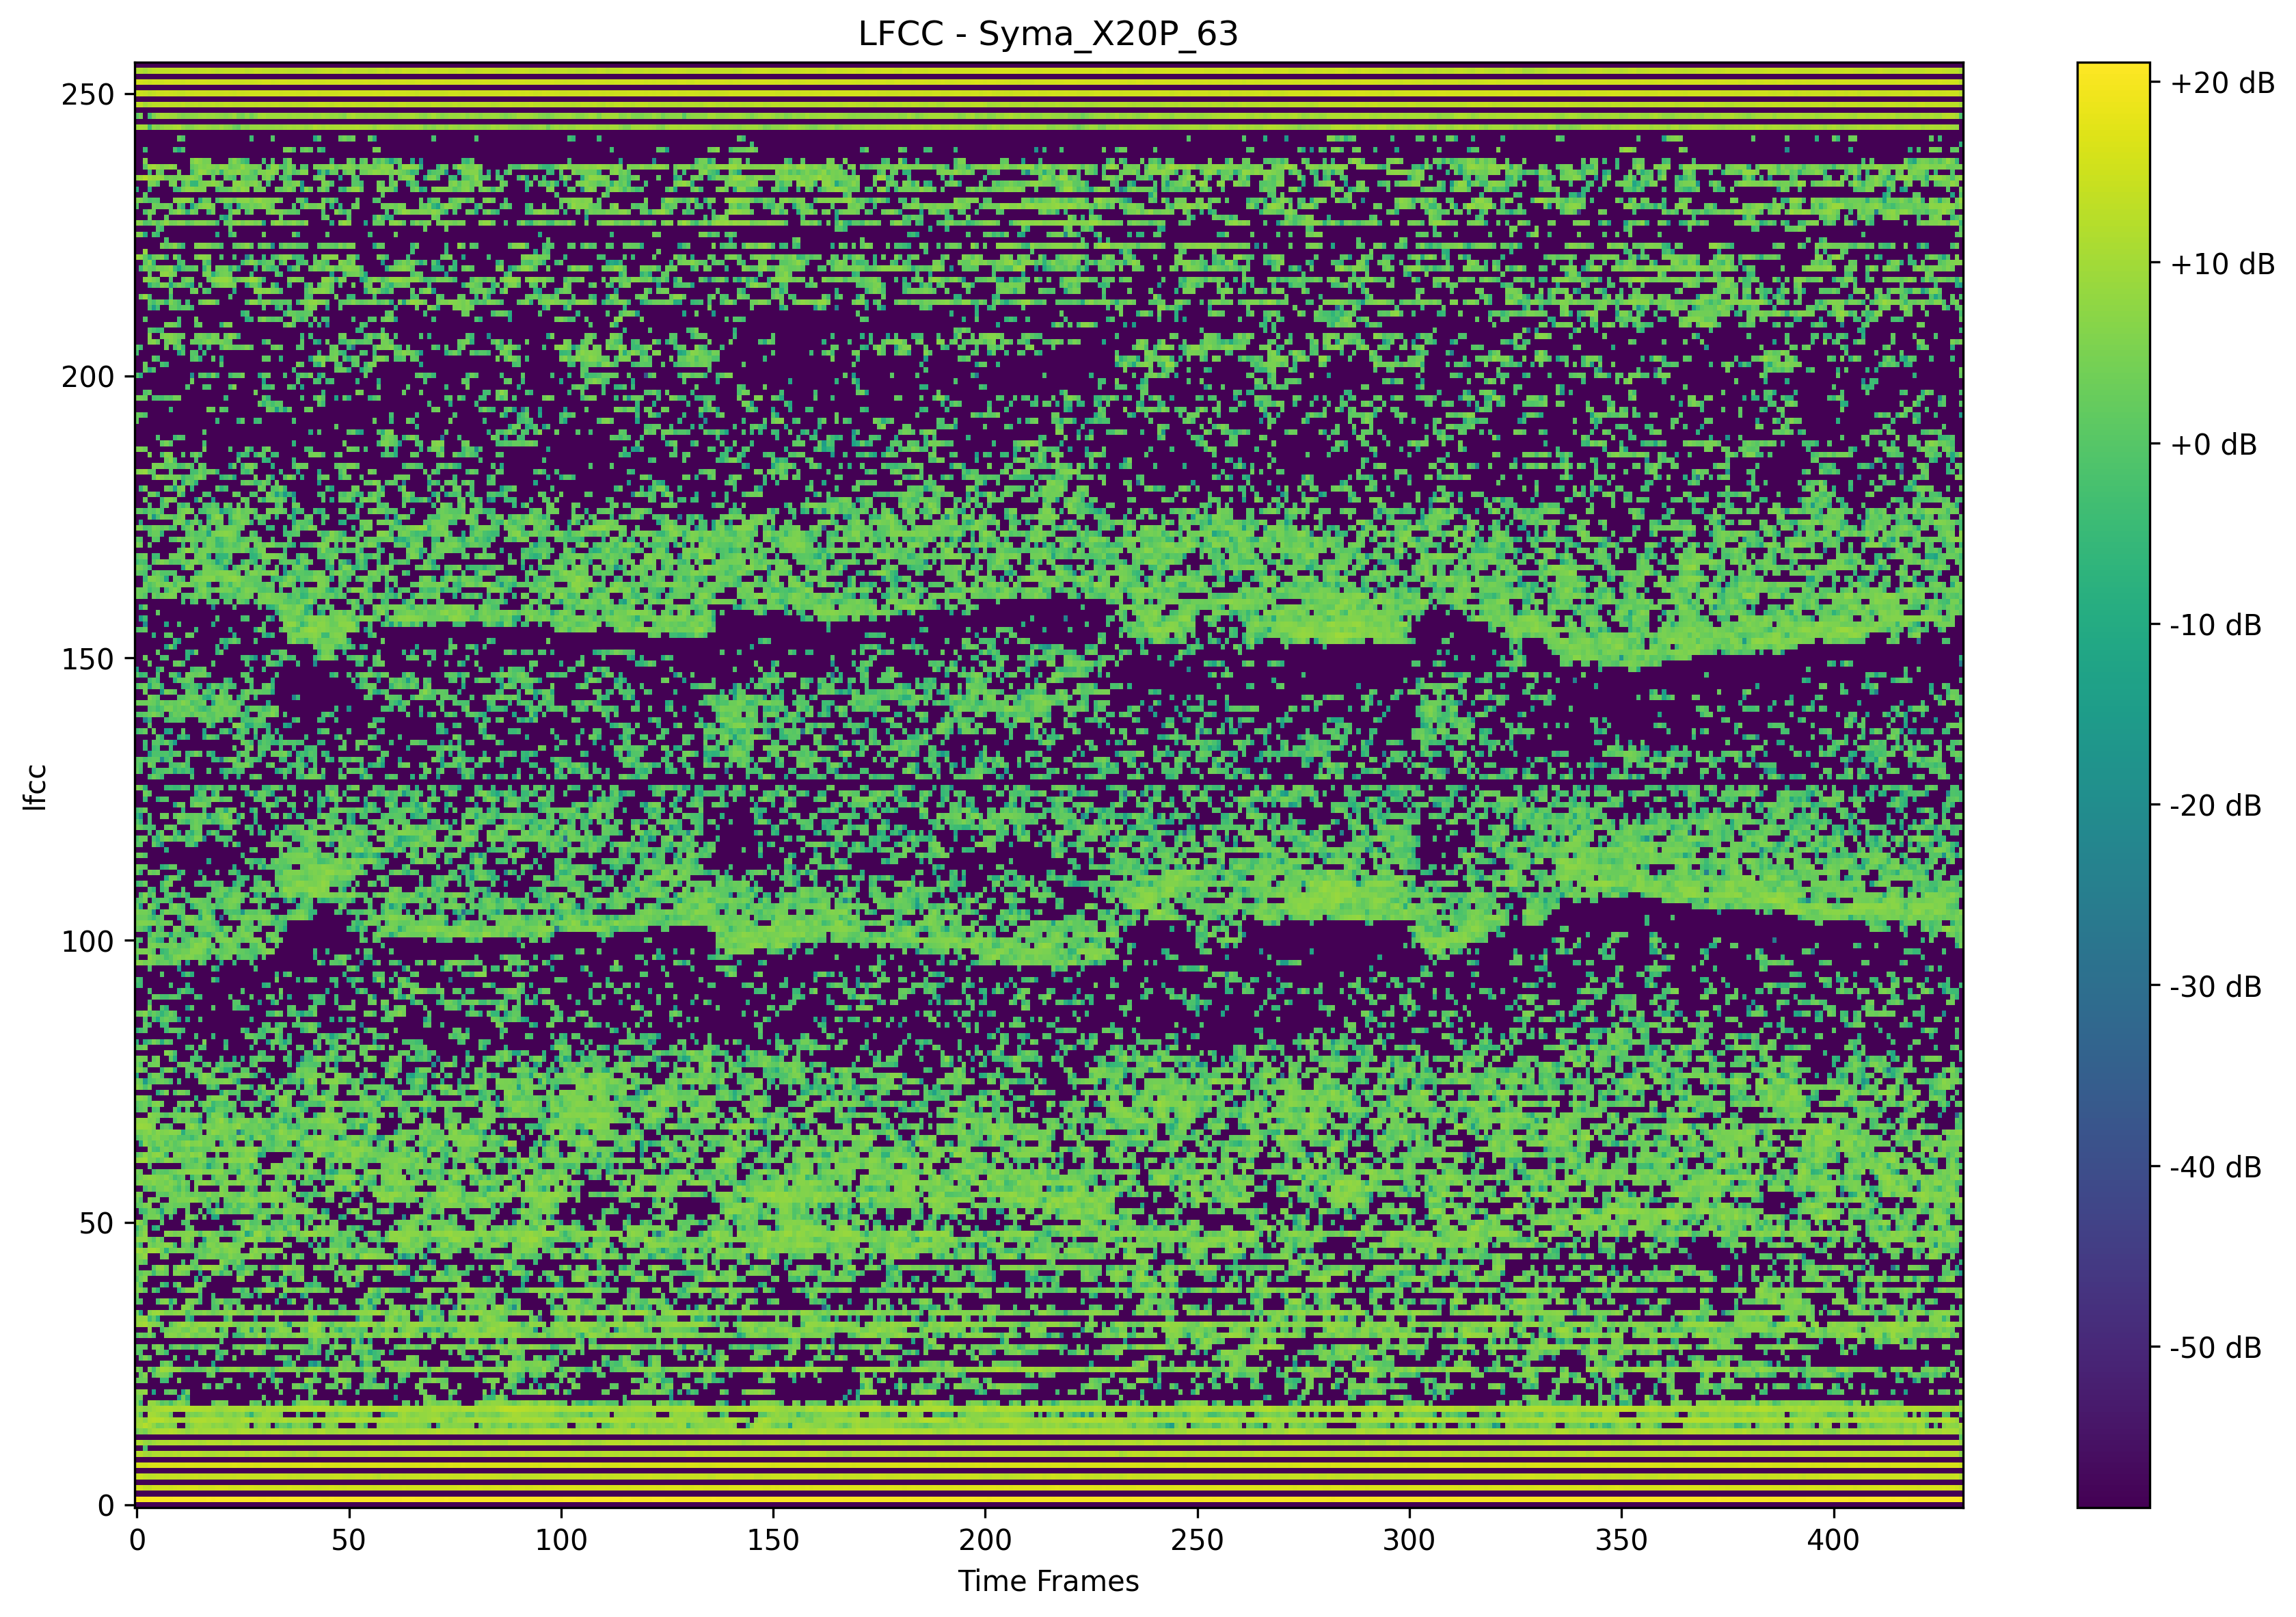 LFCC - Syma_X20P_63
lfcc
250
200
150
100
50
0
0 50 100 150 200 250 300 350 400
Time Frames
+20 dB
+10 dB
+0 dB
-10 dB
-20 dB
-30 dB
-40 dB
-50 dB